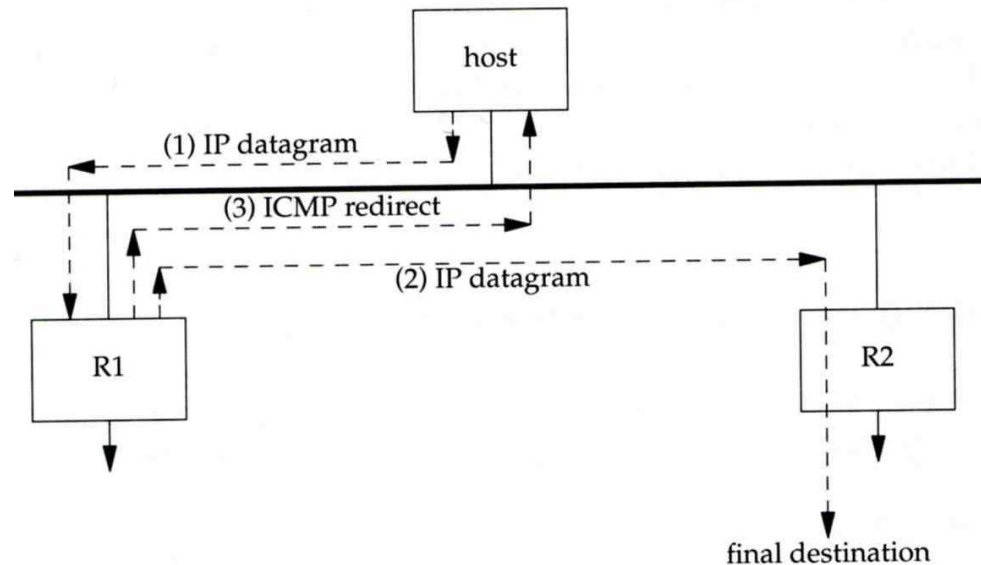 host
(1) IP datagram
(3) ICMP redirect
(2) IP datagram
R1
R2
final destination